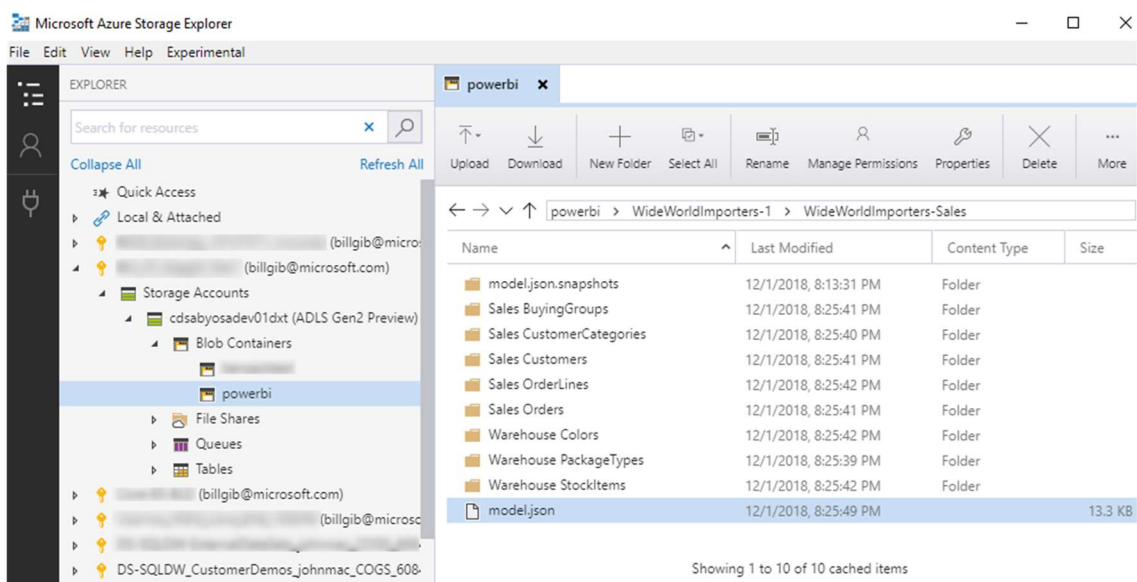 Microsoft Azure Storage Explorer
File Edit View Help Experimental
EXPLORER
Search for resources
Collapse All Refresh All
Quick Access
Local & Attached
(billgib@micro
(billgib@microsoft.com)
Storage Accounts
cdsabyosadev01dxt (ADLS Gen2 Preview)
Blob Containers
powerbi
File Shares
Queues
Tables
(billgib@microsoft.com)
(billgib@microsc
DS-SQLDW_CustomerDemos_johnmac_COGS_608
powerbi
Upload Download New Folder Select All Rename Manage Permissions Properties Delete More
powerbi > WideWorldImporters-1 > WideWorldImporters-Sales
Name Last Modified Content Type Size
model.json.snapshots 12/1/2018, 8:13:31 PM Folder
Sales BuyingGroups 12/1/2018, 8:25:41 PM Folder
Sales CustomerCategories 12/1/2018, 8:25:40 PM Folder
Sales Customers 12/1/2018, 8:25:41 PM Folder
Sales OrderLines 12/1/2018, 8:25:42 PM Folder
Sales Orders 12/1/2018, 8:25:41 PM Folder
Warehouse Colors 12/1/2018, 8:25:42 PM Folder
Warehouse PackageTypes 12/1/2018, 8:25:39 PM Folder
Warehouse StockItems 12/1/2018, 8:25:42 PM Folder
model.json 12/1/2018, 8:25:49 PM 13.3 KB
Showing 1 to 10 of 10 cached items